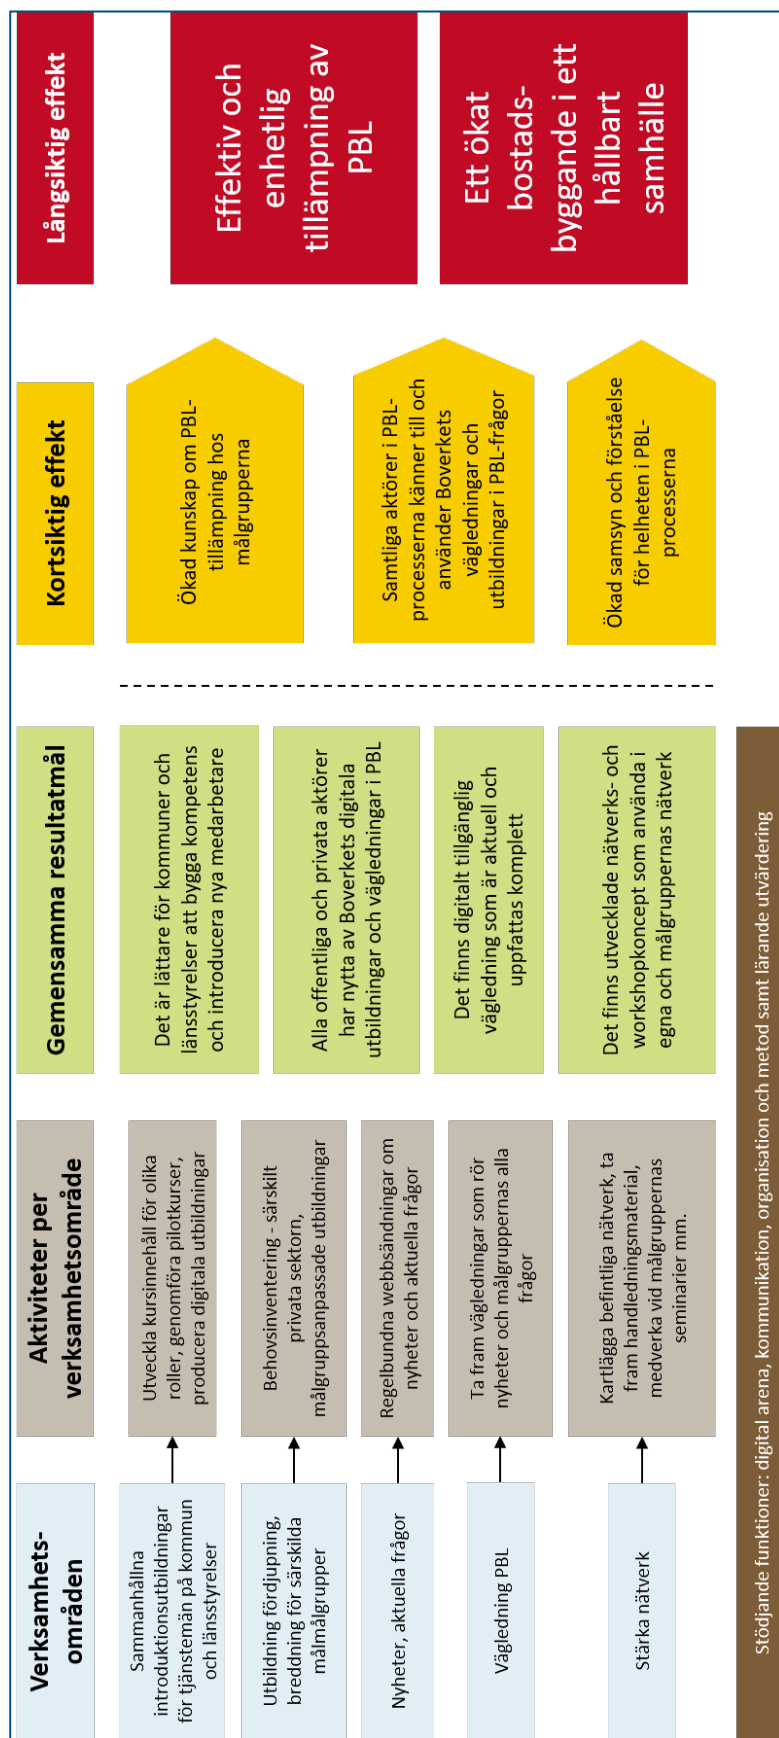 Verksamhets-
områden
Aktiviteter per
verksamhetsområde
Gemensamma resultatmål
Kortsiktig effekt
Långsiktig effekt
Sammanhållna
introduktionsutbildningar
för tjänstemän på kommun
och länsstyrelser
Utbildning fördjupning,
breddning för särskilda
målmålgrupper
Nyheter, aktuella frågor
Vägledning PBL
Stärka nätverk
Utveckla kursinnehåll för olika
roller, genomföra pilotkurser,
producera digitala utbildningar
Behovsinventering - särskilt
privata sektorn,
målgruppsanpassade utbildningar
Regelbundna webbsändningar om
nyheter och aktuella frågor
Ta fram vägledningar som rör
nyheter och målgruppernas alla
frågor
Kartlägga befintliga nätverk, ta
fram handledningsmaterial,
medverka vid målgruppernas
seminarier mm.
Det är lättare för kommuner och
länsstyrelser att bygga kompetens
och introducera nya medarbetare
Alla offentliga och privata aktörer
har nytta av Boverkets digitala
utbildningar och vägledningar i PBL
Det finns digitalt tillgänglig
vägledning som är aktuell och
uppfattas komplett
Det finns utvecklade nätverks- och
workshopkoncept som använda i
egna och målgruppernas nätverk
Ökad kunskap om PBL-
tillämpning hos
målgrupperna
Samtliga aktörer i PBL-
processerna känner till och
använder Boverkets
vägledningar och
utbildningar i PBL-frågor
Ökad samsyn och förståelse
för helheten i PBL-
processerna
Effektiv och
enhetlig
tillämpning av
PBL
Ett ökat
bostads-
byggande i ett
hållbart
samhälle
Stödjande funktioner: digital arena, kommunikation, organisation och metod samt lärande utvärdering